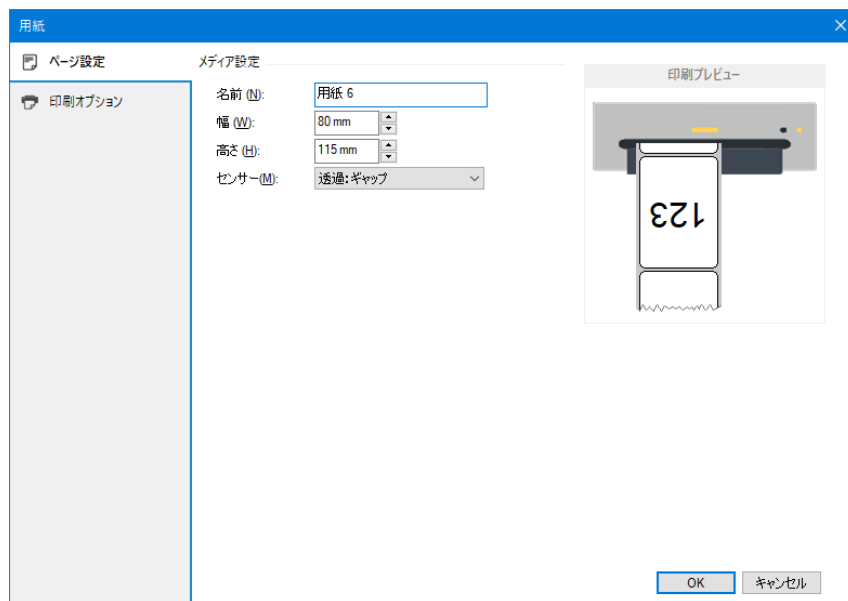 用紙
ページ設定
印刷オプション
メディア設定
名前 (N): 用紙 6
幅 (W): 80 mm
高さ (H): 115 mm
センサー(M): 透過：ギャップ
印刷プレビュー
123
OK キャンセル